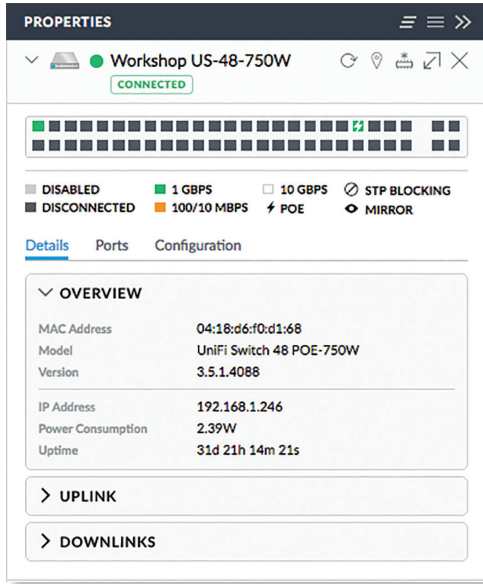 PROPERTIES
Workshop US-48-750W
CONNECTED
DISABLED 1 GBPS 10 GBPS STP BLOCKING
DISCONNECTED 100/10 MBPS POE MIRROR
Details Ports Configuration
OVERVIEW
MAC Address 04:18:d6:f0:d1:68
Model UniFi Switch 48 POE-750W
Version 3.5.1.4088
IP Address 192.168.1.246
Power Consumption 2.39W
Uptime 31d 21h 14m 21s
UPLINK
DOWNLINKS